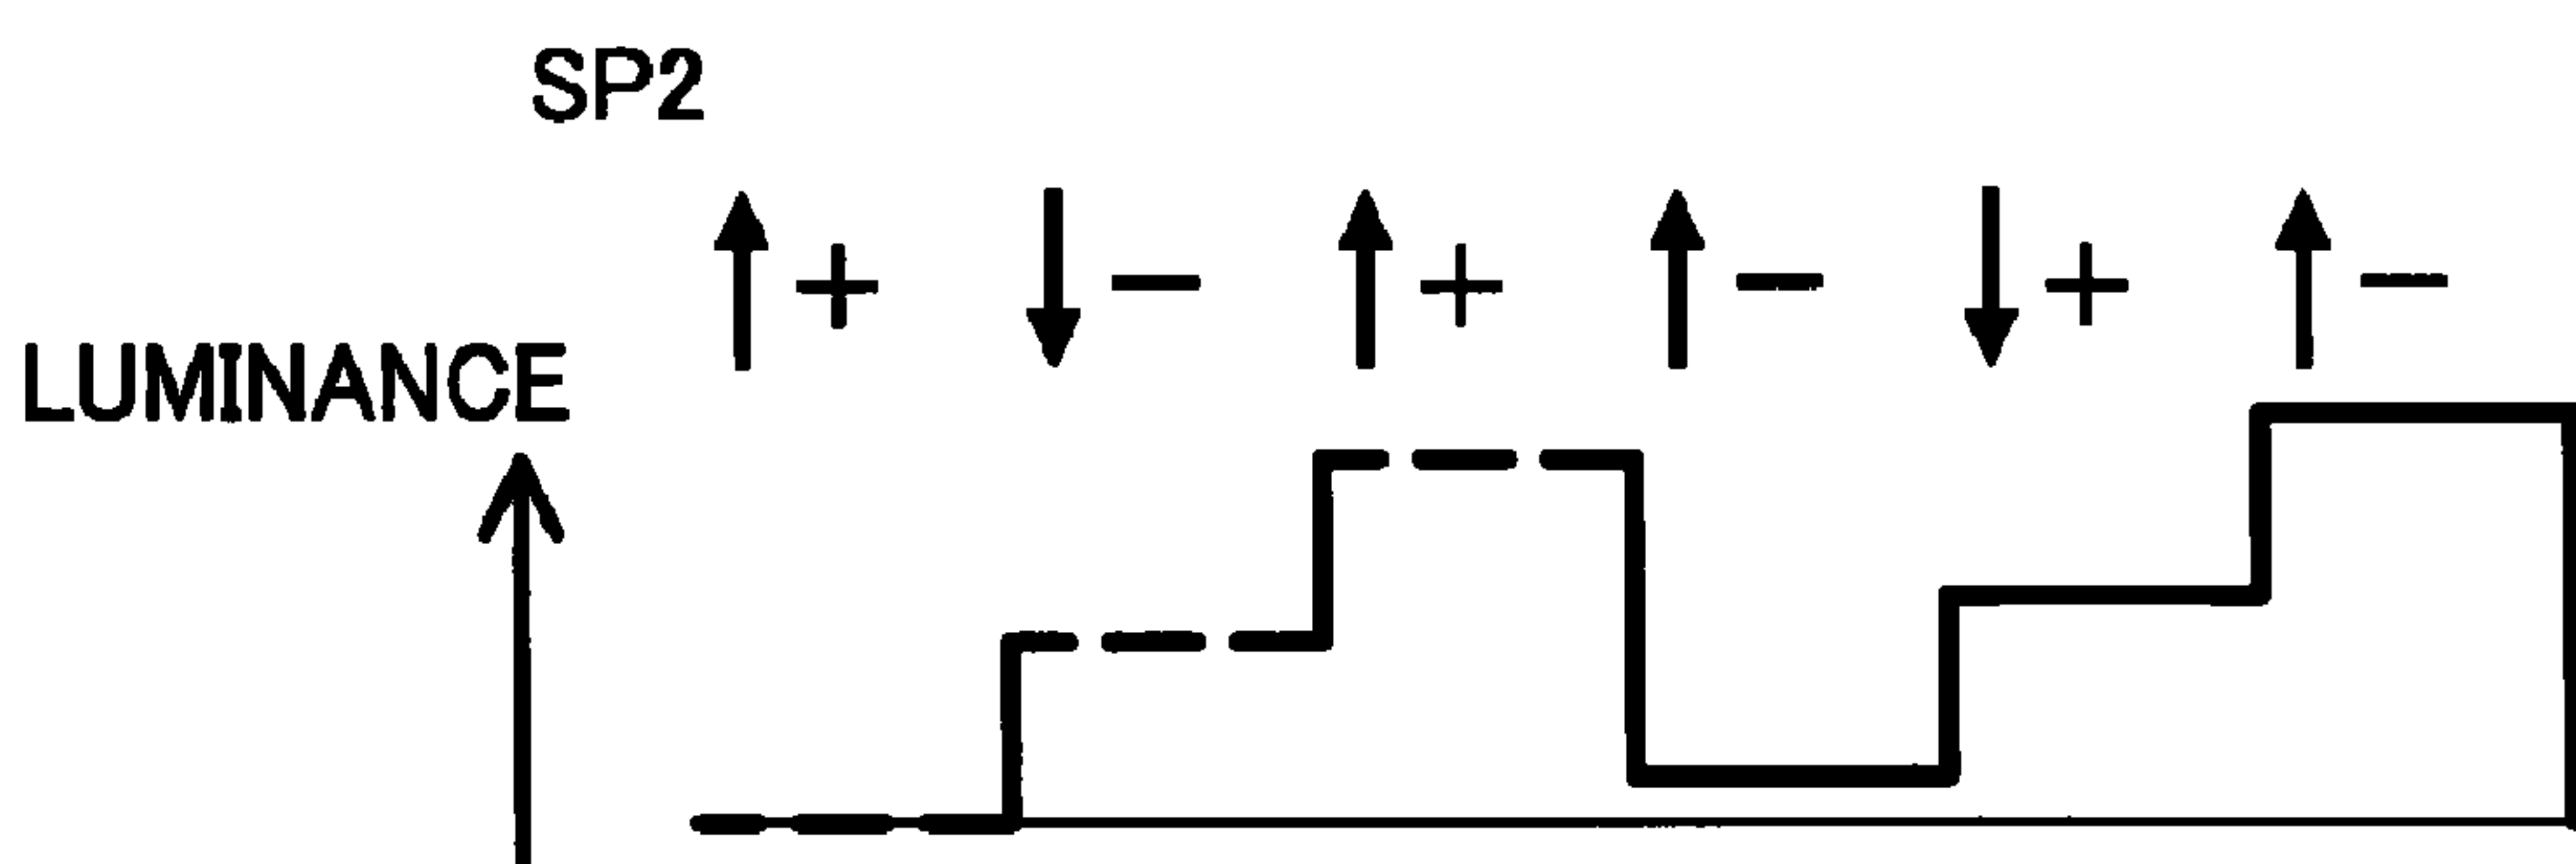 SP2
↑+ ↓− ↑+ ↑− ↓+ ↑−
LUMINANCE